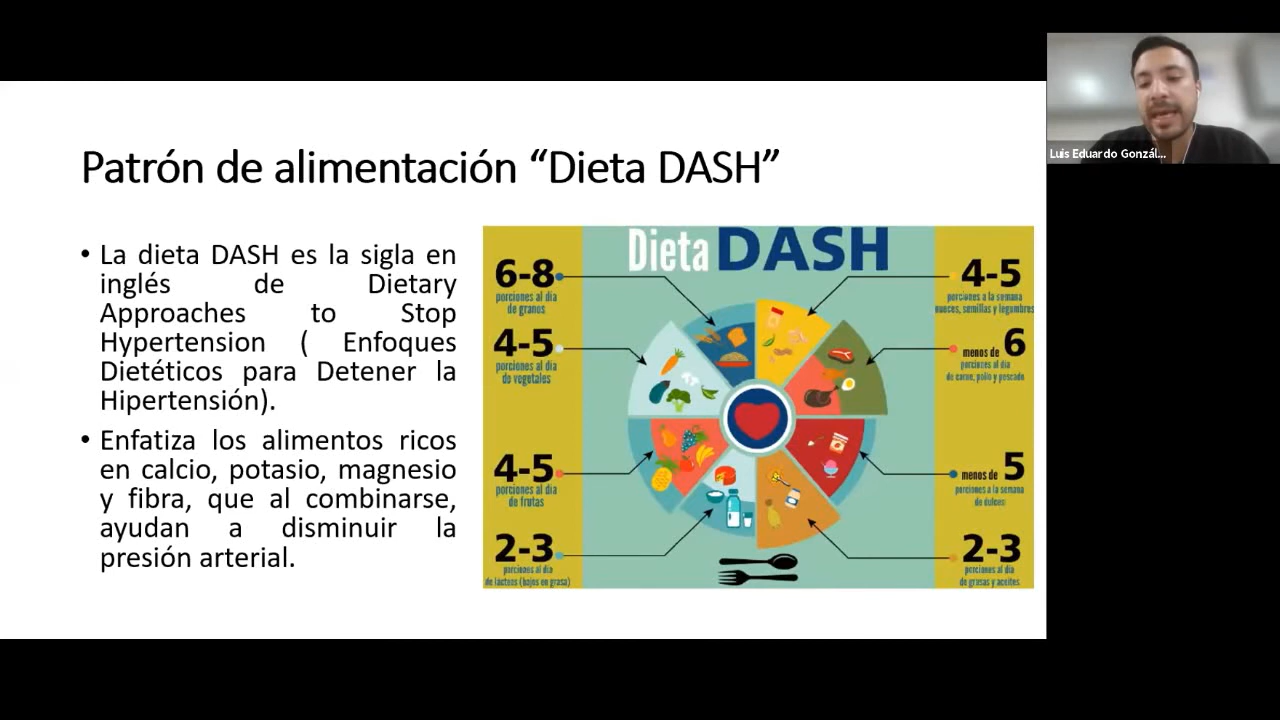 Patrón de alimentación “Dieta DASH”
• La dieta DASH es la sigla en
inglés de Dietary
Approaches to Stop
Hypertension ( Enfoques
Dietéticos para Detener la
Hipertensión).
• Enfatiza los alimentos ricos
en calcio, potasio, magnesio
y fibra, que al combinarse,
ayudan a disminuir la
presión arterial.
Dieta DASH
6-8
porciones al día
de granos
4-5
porciones al día
de vegetales
4-5
porciones al día
de frutas
2-3
porciones al día
de lácteos (bajos en grasa)
4-5
porciones a la semana
nueces, semillas y legumbres
menos de 6
porciones al día
de carne, pollo y pescado
menos de 5
porciones a la semana
de dulces
2-3
porciones al día
de grasas y aceites
Luis Eduardo Gonzál...